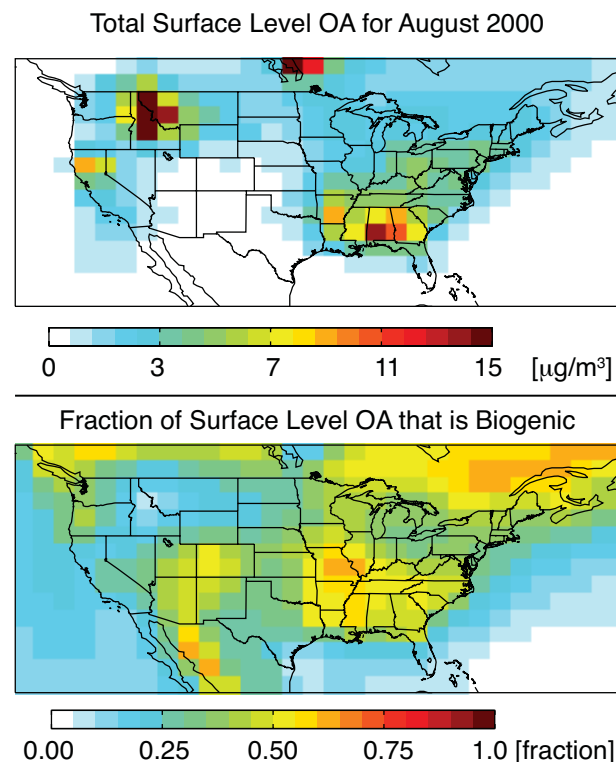 Total Surface Level OA for August 2000
0 3 7 11 15 [μg/m³]
Fraction of Surface Level OA that is Biogenic
0.00 0.25 0.50 0.75 1.0 [fraction]